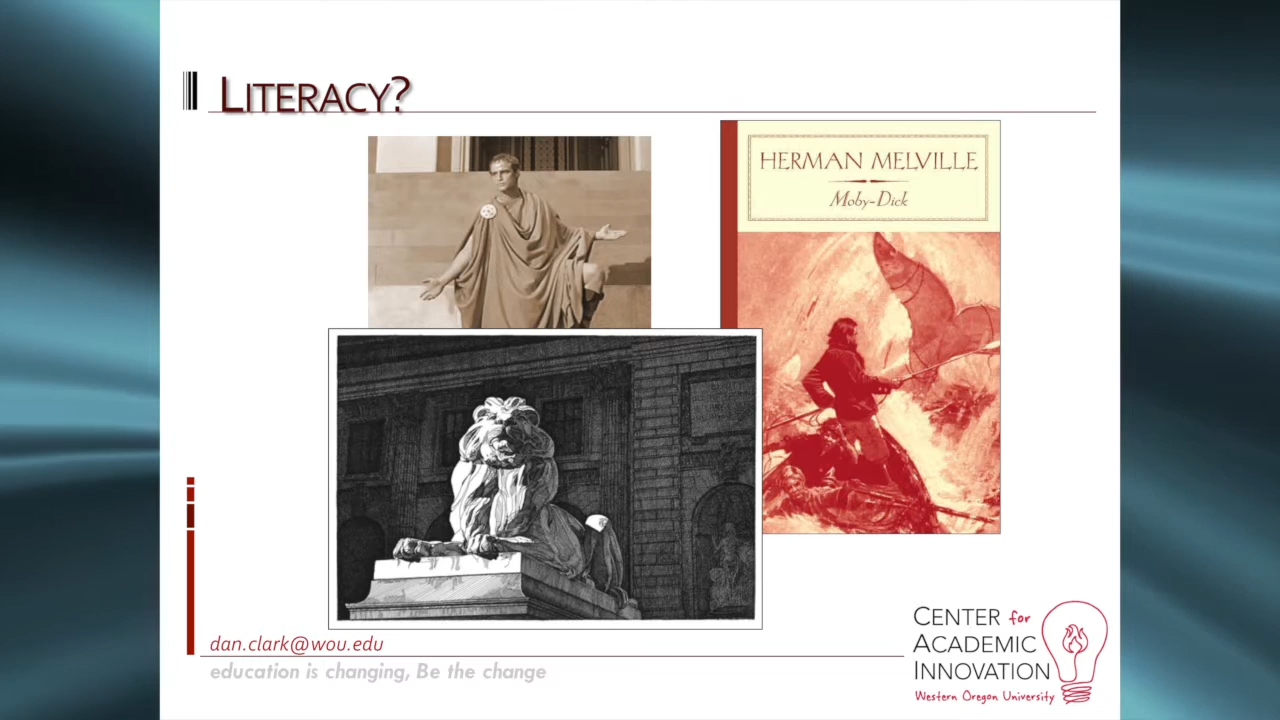 LITERACY?
HERMAN MELVILLE
Moby-Dick
dan.clark@wou.edu
education is changing, Be the change
CENTER for
ACADEMIC
INNOVATION
Western Oregon University